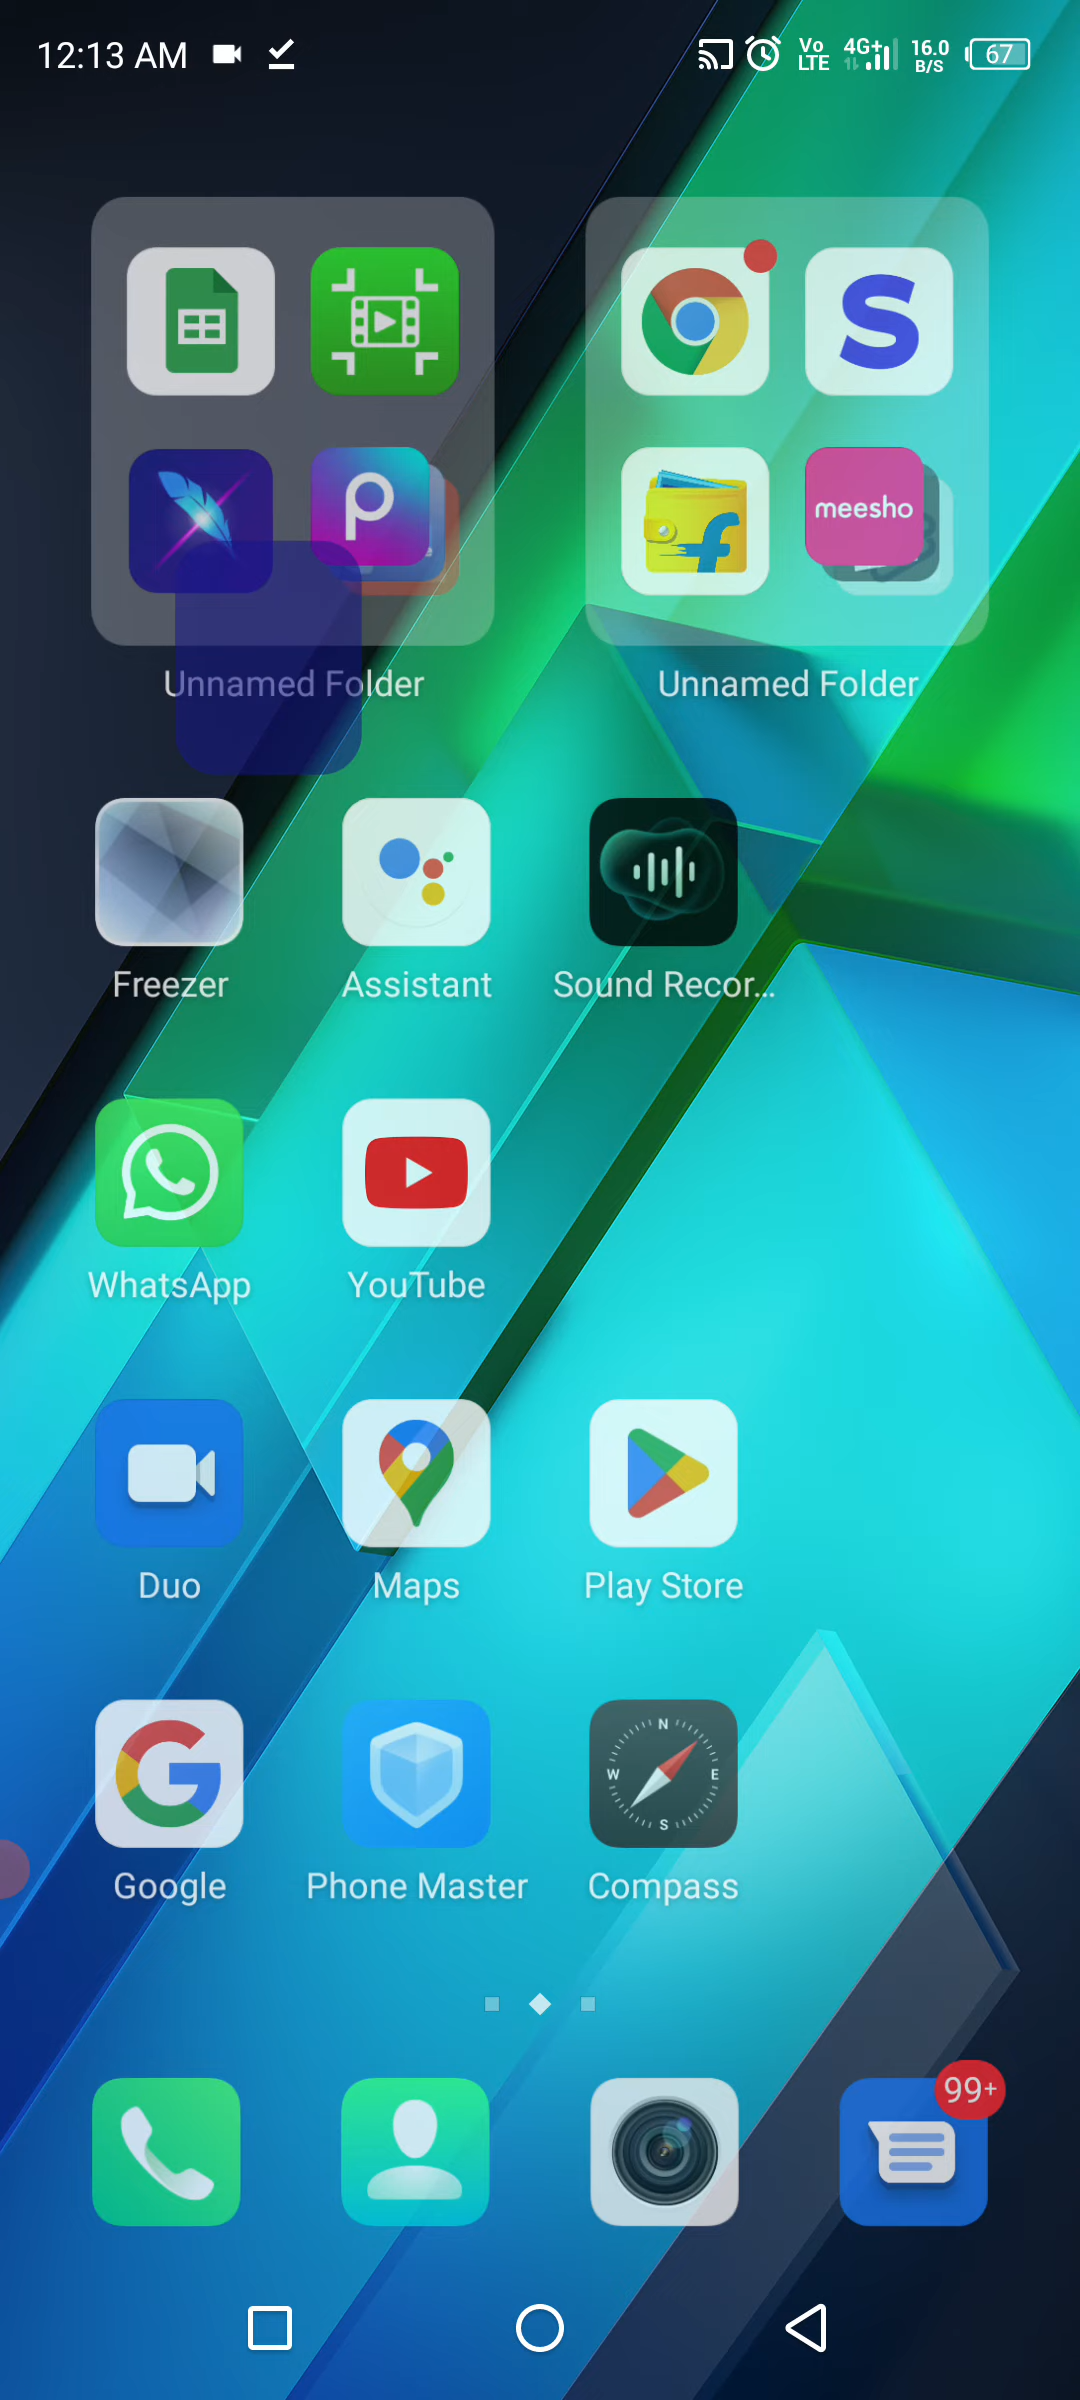 12:13 AM Vo LTE 4G+ 16.0 B/S 67
meesho
Unnamed Folder Unnamed Folder
Freezer Assistant Sound Recor...
WhatsApp YouTube
Duo Maps Play Store
N
W E
S
Google Phone Master Compass
99+